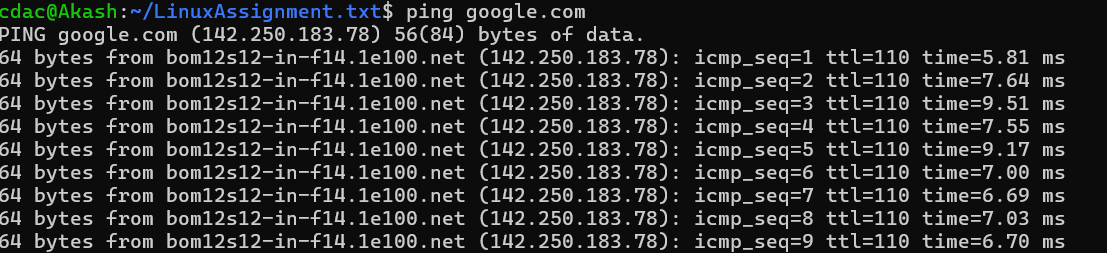 cdac@Akash:~/LinuxAssignment.txt$ ping google.com
PING google.com (142.250.183.78) 56(84) bytes of data.
64 bytes from bom12s12-in-f14.1e100.net (142.250.183.78): icmp_seq=1 ttl=110 time=5.81 ms
64 bytes from bom12s12-in-f14.1e100.net (142.250.183.78): icmp_seq=2 ttl=110 time=7.64 ms
64 bytes from bom12s12-in-f14.1e100.net (142.250.183.78): icmp_seq=3 ttl=110 time=9.51 ms
64 bytes from bom12s12-in-f14.1e100.net (142.250.183.78): icmp_seq=4 ttl=110 time=7.55 ms
64 bytes from bom12s12-in-f14.1e100.net (142.250.183.78): icmp_seq=5 ttl=110 time=9.17 ms
64 bytes from bom12s12-in-f14.1e100.net (142.250.183.78): icmp_seq=6 ttl=110 time=7.00 ms
64 bytes from bom12s12-in-f14.1e100.net (142.250.183.78): icmp_seq=7 ttl=110 time=6.69 ms
64 bytes from bom12s12-in-f14.1e100.net (142.250.183.78): icmp_seq=8 ttl=110 time=7.03 ms
64 bytes from bom12s12-in-f14.1e100.net (142.250.183.78): icmp_seq=9 ttl=110 time=6.70 ms